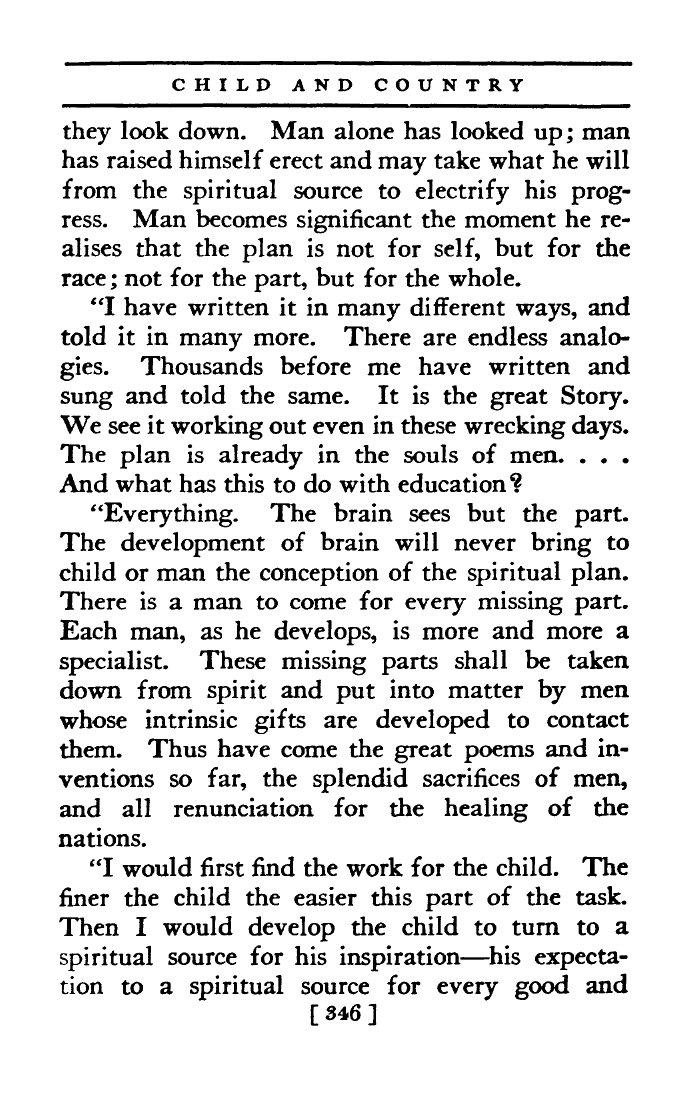 CHILD AND COUNTRY
they look down. Man alone has looked up; man
has raised himself erect and may take what he will
from the spiritual source to electrify his prog-
ress. Man becomes significant the moment he re-
alises that the plan is not for self, but for the
race; not for the part, but for the whole.
“I have written it in many different ways, and
told it in many more. There are endless analo-
gies. Thousands before me have written and
sung and told the same. It is the great Story.
We see it working out even in these wrecking days.
The plan is already in the souls of men. . . .
And what has this to do with education?
“Everything. The brain sees but the part.
The development of brain will never bring to
child or man the conception of the spiritual plan.
There is a man to come for every missing part.
Each man, as he develops, is more and more a
specialist. These missing parts shall be taken
down from spirit and put into matter by men
whose intrinsic gifts are developed to contact
them. Thus have come the great poems and in-
ventions so far, the splendid sacrifices of men,
and all renunciation for the healing of the
nations.
“I would first find the work for the child. The
finer the child the easier this part of the task.
Then I would develop the child to turn to a
spiritual source for his inspiration—his expecta-
tion to a spiritual source for every good and
[ 346 ]